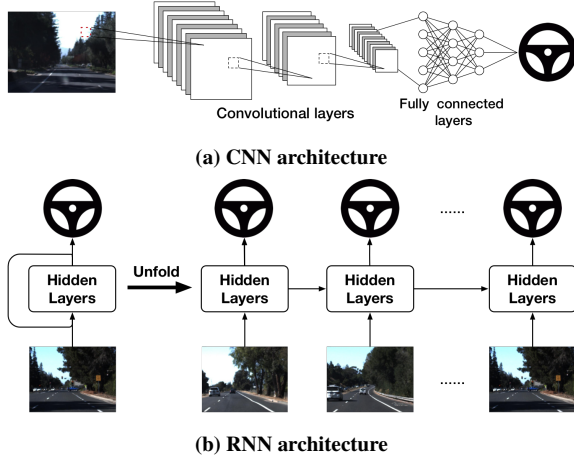 Convolutional layers
Fully connected
layers
(a) CNN architecture
......
Unfold
Hidden
Layers
Hidden
Layers
Hidden
Layers
Hidden
Layers
......
(b) RNN architecture